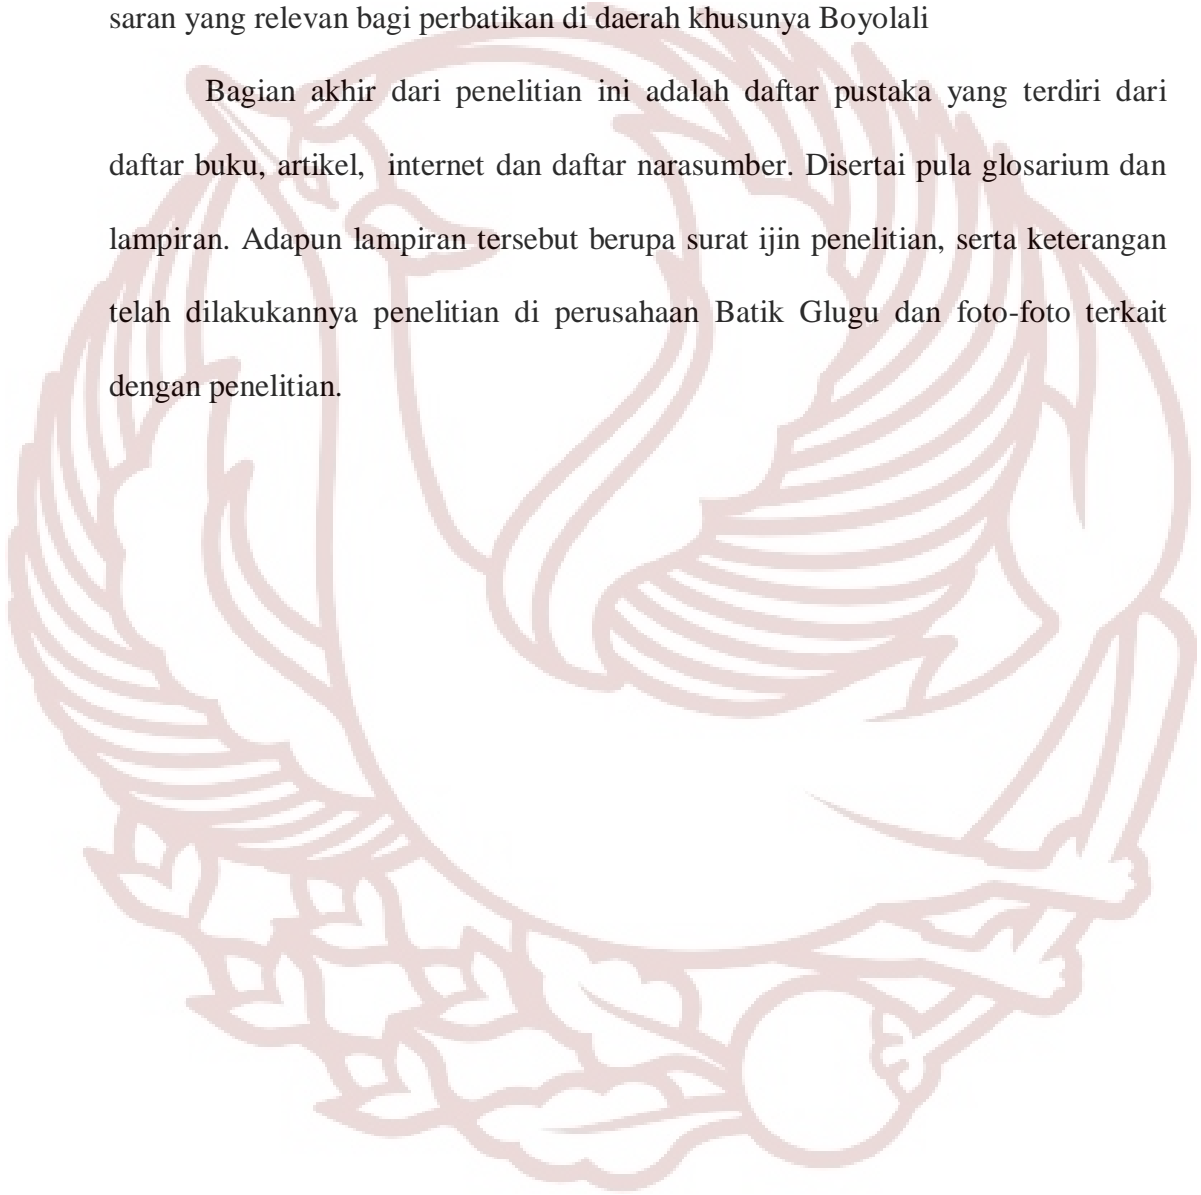 saran yang relevan bagi perbatikan di daerah khusunya Boyolali
Bagian akhir dari penelitian ini adalah daftar pustaka yang terdiri dari
daftar buku, artikel, internet dan daftar narasumber. Disertai pula glosarium dan
lampiran. Adapun lampiran tersebut berupa surat ijin penelitian, serta keterangan
telah dilakukannya penelitian di perusahaan Batik Glugu dan foto-foto terkait
dengan penelitian.